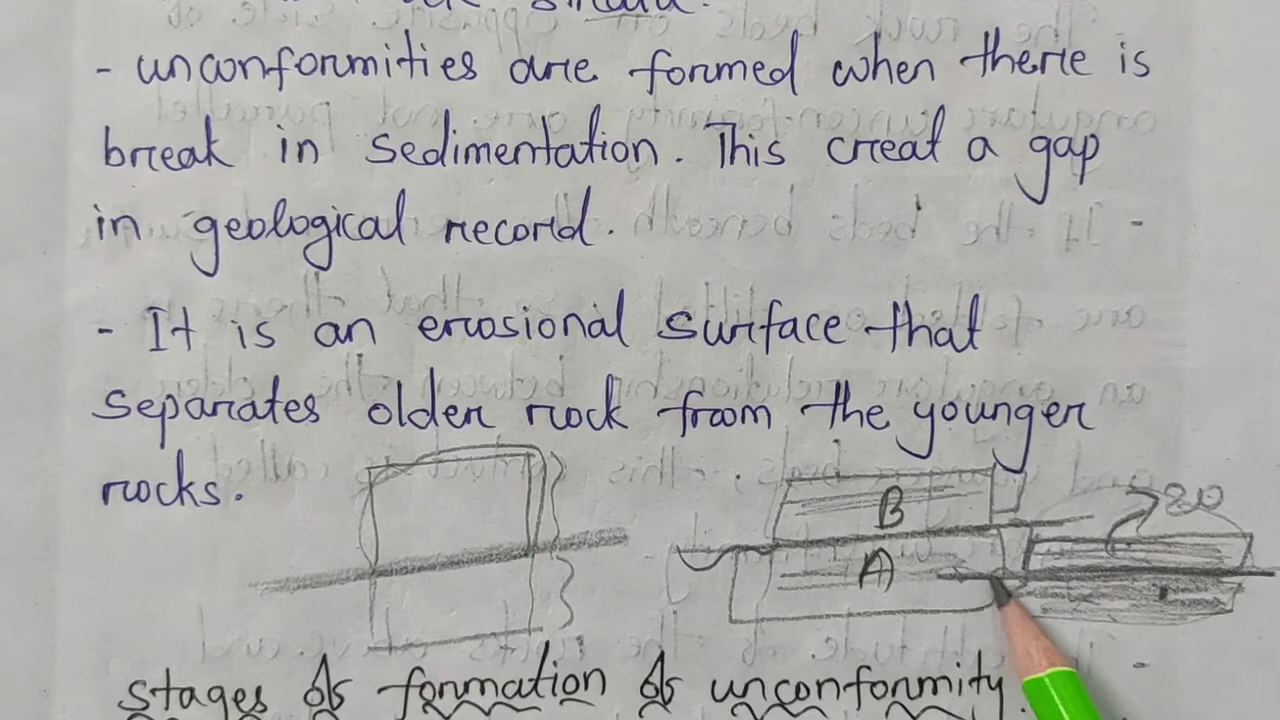 - unconformities are formed when there is
break in sedimentation. This creat a gap
in geological record.
- It is an erosional surface that
separates older rock from the younger
rocks.
B
A
80
stages of formation of unconformity.